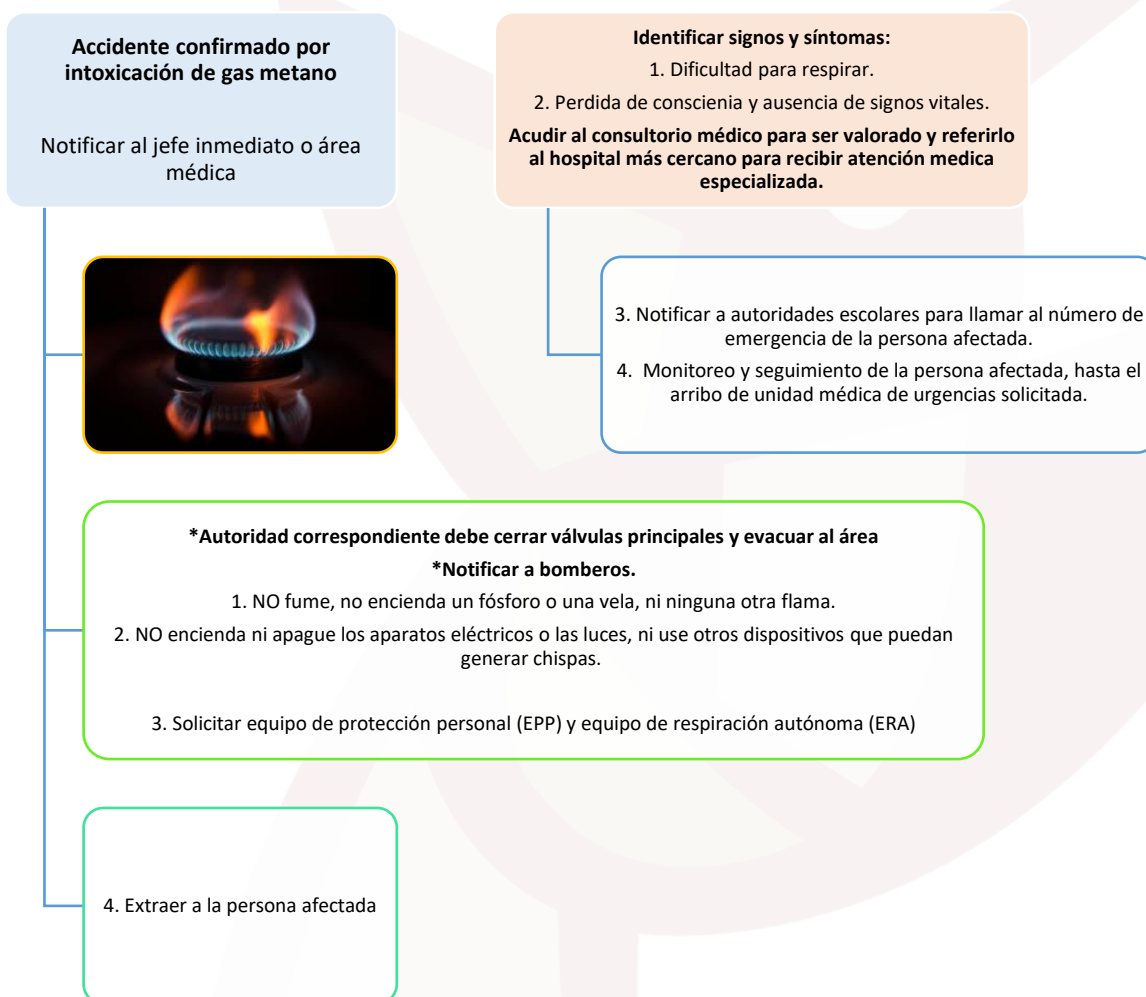 Accidente confirmado por
intoxicación de gas metano
Notificar al jefe inmediato o área
médica
Identificar signos y síntomas:
1. Dificultad para respirar.
2. Perdida de conscienia y ausencia de signos vitales.
Acudir al consultorio médico para ser valorado y referirlo
al hospital más cercano para recibir atención medica
especializada.
3. Notificar a autoridades escolares para llamar al número de
emergencia de la persona afectada.
4. Monitoreo y seguimiento de la persona afectada, hasta el
arribo de unidad médica de urgencias solicitada.
*Autoridad correspondiente debe cerrar válvulas principales y evacuar al área
*Notificar a bomberos.
1. NO fume, no encienda un fósforo o una vela, ni ninguna otra flama.
2. NO encienda ni apague los aparatos eléctricos o las luces, ni use otros dispositivos que puedan
generar chispas.
3. Solicitar equipo de protección personal (EPP) y equipo de respiración autónoma (ERA)
4. Extraer a la persona afectada